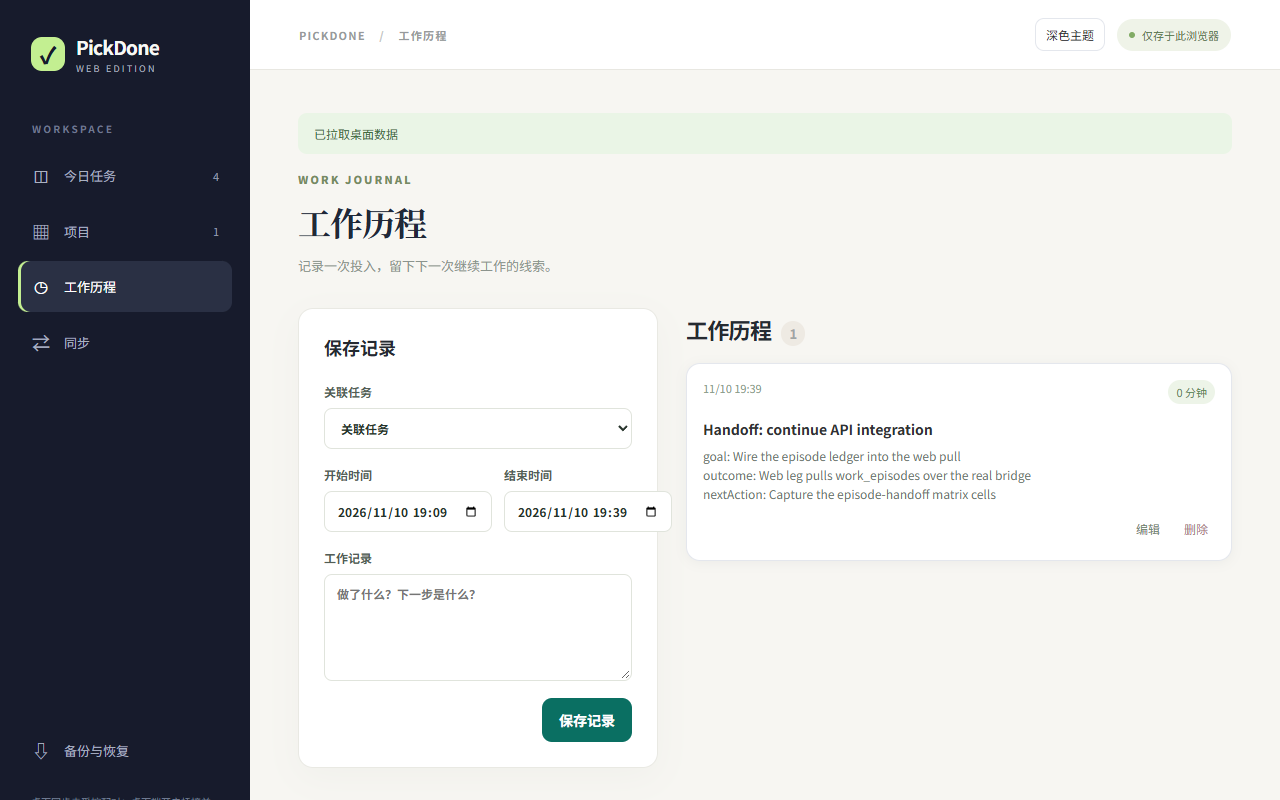 PickDone
WEB EDITION
WORKSPACE
今日任务 4
项目 1
工作历程
同步
备份与恢复
PICKDONE / 工作历程
深色主题
仅存于此浏览器
已拉取桌面数据
WORK JOURNAL
工作历程
记录一次投入，留下下一次继续工作的线索。
保存记录
关联任务
关联任务
开始时间 结束时间
2026/11/10 19:09 2026/11/10 19:39
工作记录
做了什么？下一步是什么？
保存记录
工作历程 1
11/10 19:39 0 分钟
Handoff: continue API integration
goal: Wire the episode ledger into the web pull
outcome: Web leg pulls work_episodes over the real bridge
nextAction: Capture the episode-handoff matrix cells
编辑 删除